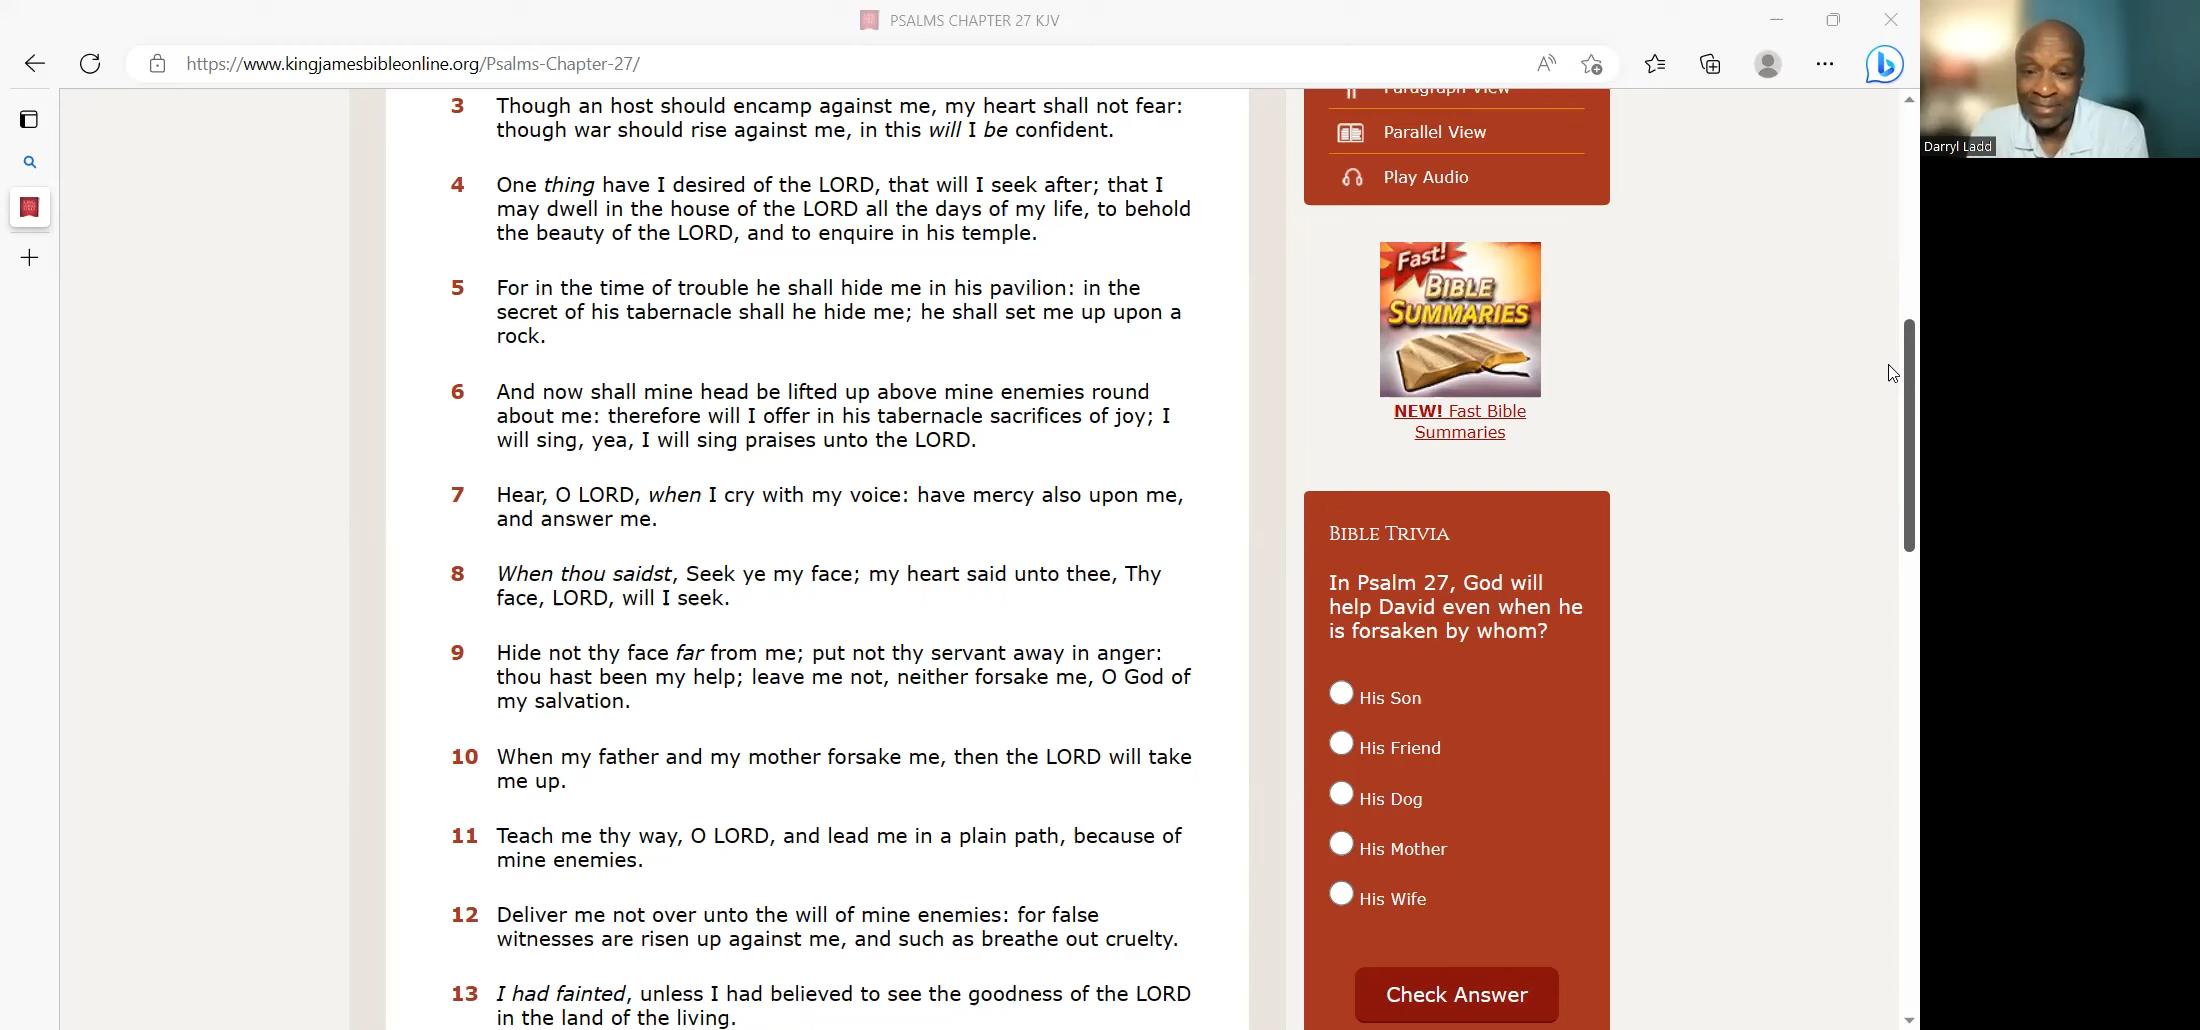 PSALMS CHAPTER 27 KJV
https://www.kingjamesbibleonline.org/Psalms-Chapter-27/
3 Though an host should encamp against me, my heart shall not fear:
though war should rise against me, in this will I be confident.
4 One thing have I desired of the LORD, that will I seek after; that I
may dwell in the house of the LORD all the days of my life, to behold
the beauty of the LORD, and to enquire in his temple.
5 For in the time of trouble he shall hide me in his pavilion: in the
secret of his tabernacle shall he hide me; he shall set me up upon a
rock.
6 And now shall mine head be lifted up above mine enemies round
about me: therefore will I offer in his tabernacle sacrifices of joy; I
will sing, yea, I will sing praises unto the LORD.
7 Hear, O LORD, when I cry with my voice: have mercy also upon me,
and answer me.
8 When thou saidst, Seek ye my face; my heart said unto thee, Thy
face, LORD, will I seek.
9 Hide not thy face far from me; put not thy servant away in anger:
thou hast been my help; leave me not, neither forsake me, O God of
my salvation.
10 When my father and my mother forsake me, then the LORD will take
me up.
11 Teach me thy way, O LORD, and lead me in a plain path, because of
mine enemies.
12 Deliver me not over unto the will of mine enemies: for false
witnesses are risen up against me, and such as breathe out cruelty.
13 I had fainted, unless I had believed to see the goodness of the LORD
in the land of the living.
Paragraph View
Parallel View
Play Audio
Fast!
BIBLE
SUMMARIES
NEW! Fast Bible
Summaries
BIBLE TRIVIA
In Psalm 27, God will
help David even when he
is forsaken by whom?
His Son
His Friend
His Dog
His Mother
His Wife
Check Answer
Darryl Ladd